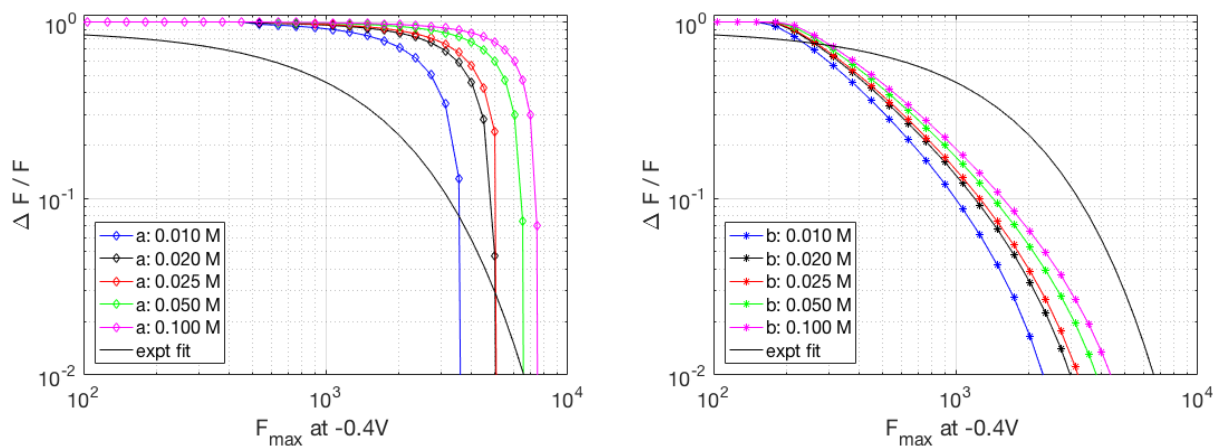 Δ F / F
10^0
10^-1
10^-2
a: 0.010 M
a: 0.020 M
a: 0.025 M
a: 0.050 M
a: 0.100 M
expt fit
10^2
10^3
10^4
F_max at -0.4V
Δ F / F
10^0
10^-1
10^-2
b: 0.010 M
b: 0.020 M
b: 0.025 M
b: 0.050 M
b: 0.100 M
expt fit
10^2
10^3
10^4
F_max at -0.4V